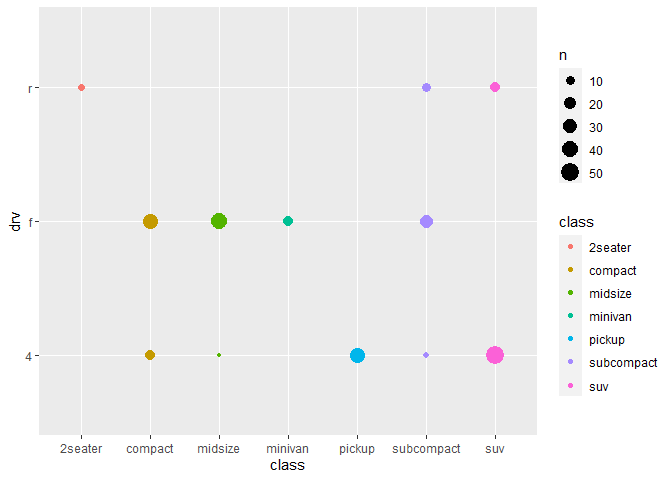 r
f
4
drv
2seater compact midsize minivan pickup subcompact suv
class
n
10
20
30
40
50
class
2seater
compact
midsize
minivan
pickup
subcompact
suv